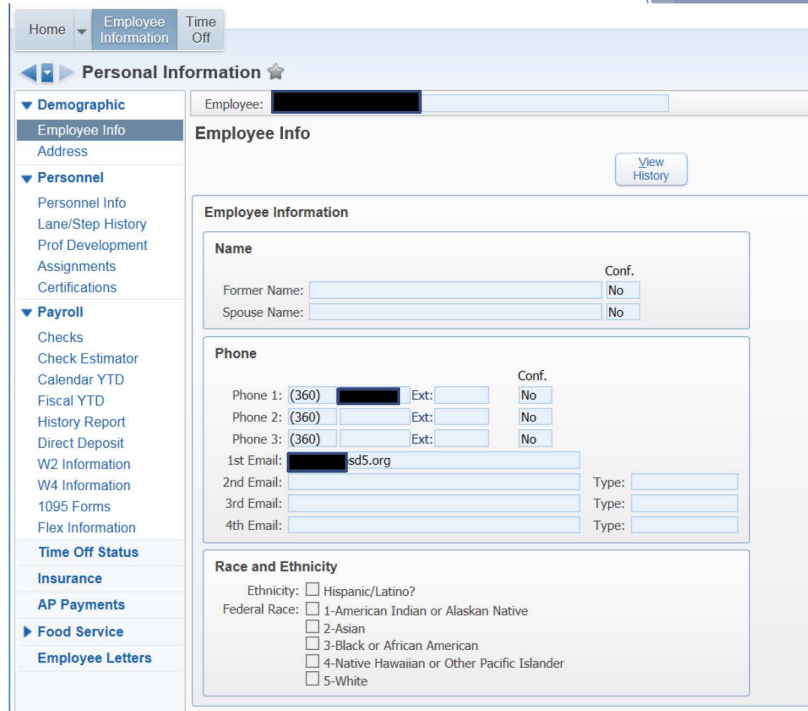 Home
Employee Information
Time Off
Personal Information
Demographic
Employee Info
Address
Personnel
Personnel Info
Lane/Step History
Prof Development
Assignments
Certifications
Payroll
Checks
Check Estimator
Calendar YTD
Fiscal YTD
History Report
Direct Deposit
W2 Information
W4 Information
1095 Forms
Flex Information
Time Off Status
Insurance
AP Payments
Food Service
Employee Letters
Employee:
Employee Info
View
History
Employee Information
Name
Conf.
Former Name: No
Spouse Name: No
Phone
Conf.
Phone 1: (360) Ext: No
Phone 2: (360) Ext: No
Phone 3: (360) Ext: No
1st Email: sd5.org
2nd Email: Type:
3rd Email: Type:
4th Email: Type:
Race and Ethnicity
Ethnicity: Hispanic/Latino?
Federal Race: 1-American Indian or Alaskan Native
2-Asian
3-Black or African American
4-Native Hawaiian or Other Pacific Islander
5-White